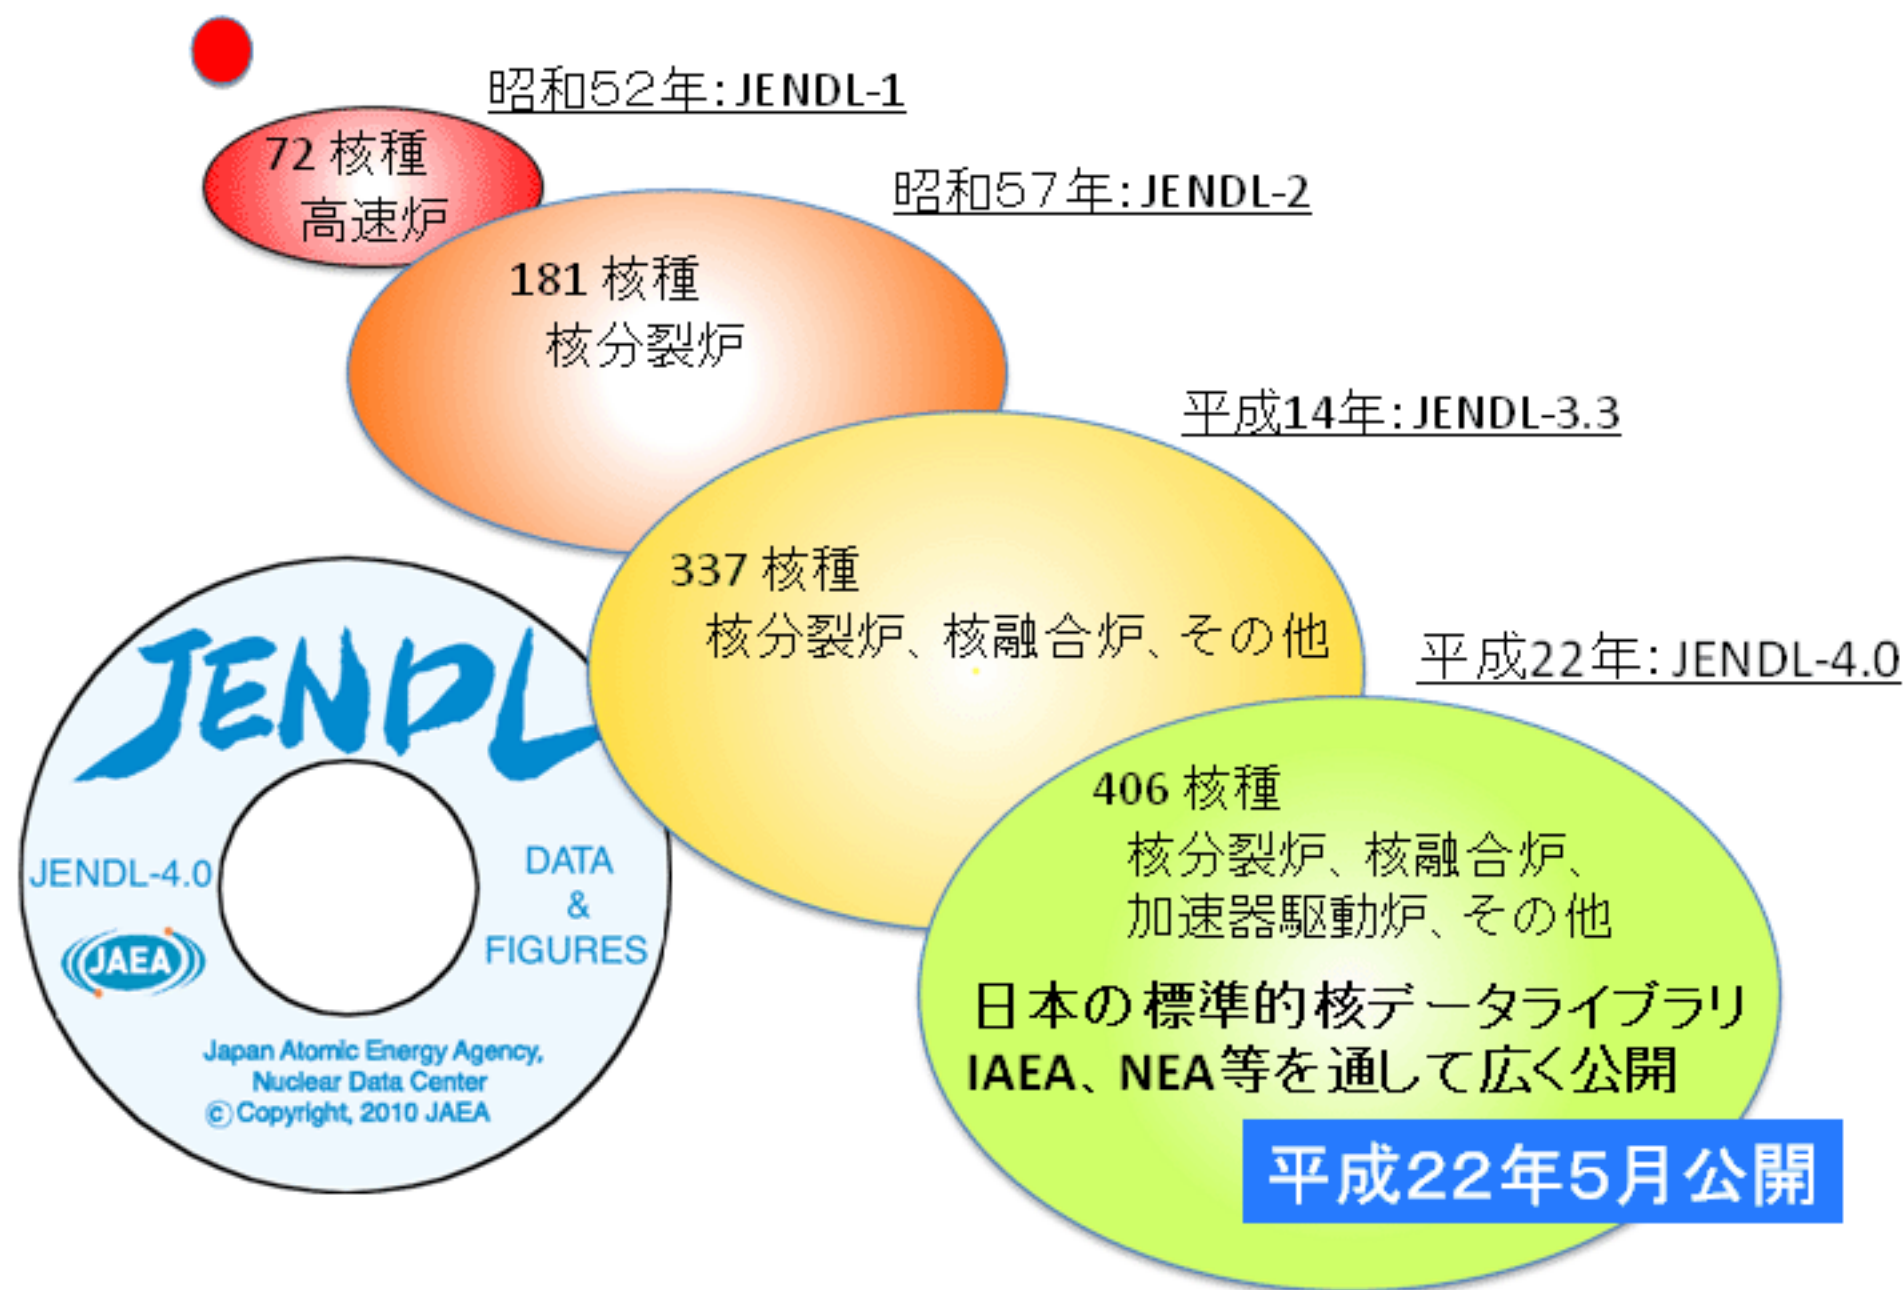 昭和52年:JENDL-1
72 核種
高速炉
昭和57年:JENDL-2
181 核種
核分裂炉
平成14年:JENDL-3.3
337 核種
核分裂炉、核融合炉、その他
平成22年:JENDL-4.0
406 核種
核分裂炉、核融合炉、
加速器駆動炉、その他
日本の標準的核データライブラリ
IAEA、NEA等を通して広く公開
平成22年5月公開
JENDL
JENDL-4.0
JAEA
DATA
&
FIGURES
Japan Atomic Energy Agency,
Nuclear Data Center
©Copyright, 2010 JAEA